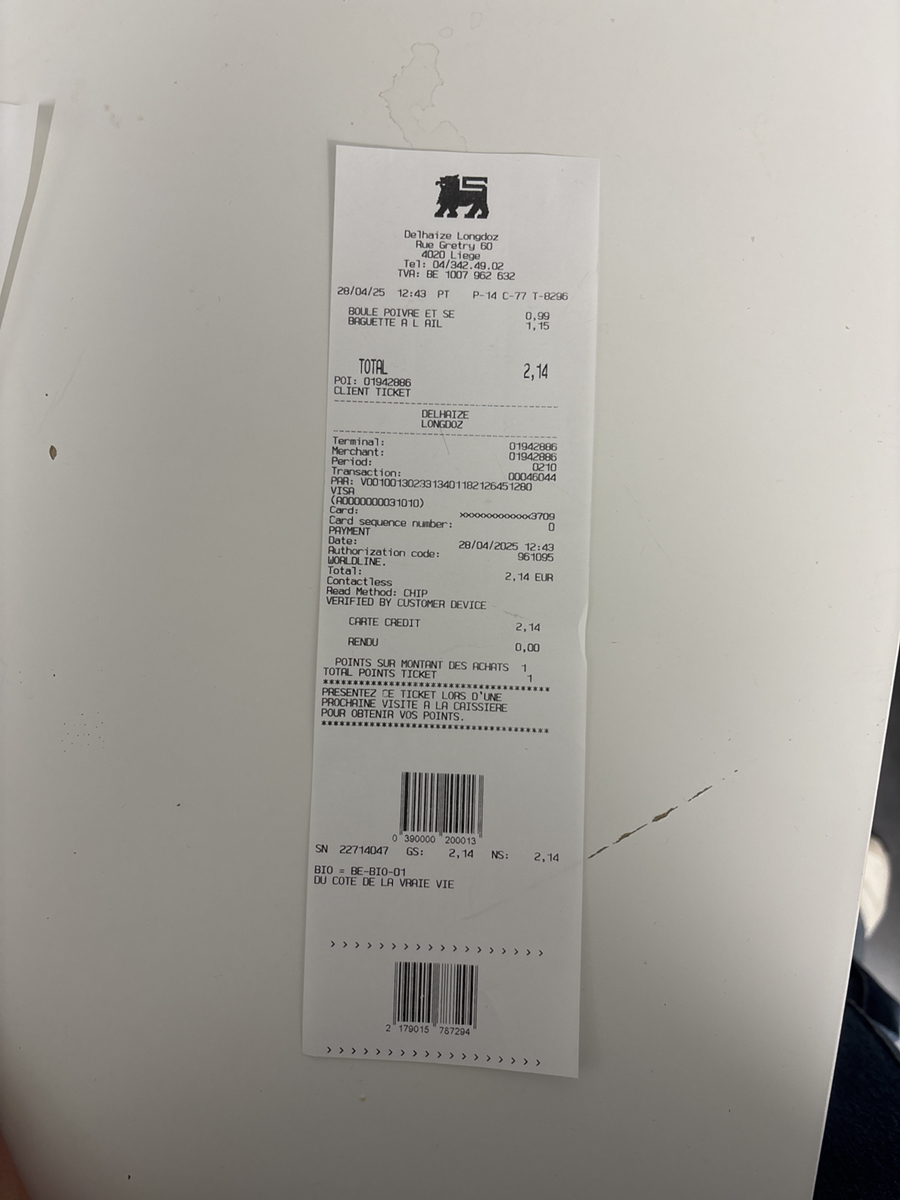 Delhaize Longdoz
Rue Gretry 60
4020 Liege
Tel: 04/342.49.02
TVA: BE 1007 962 632
28/04/25 12:43 PT P-14 C-77 T-8296
BOULE POIVRE ET SE 0,99
BAGUETTE A L AIL 1,15
TOTAL 2,14
POI: 01942886
CLIENT TICKET
--------------------------------
DELHAIZE
LONGDOZ
--------------------------------
Terminal: 01942886
Merchant: 01942886
Period: 0210
Transaction: 00046044
PAR: V0010013023313401182126451280
VISA
(A0000000031010)
Card: xxxxxxxxxxxx3709
Card sequence number: 0
PAYMENT
Date: 28/04/2025 12:43
Authorization code: 961095
WORLDLINE.
Total: 2,14 EUR
Contactless
Read Method: CHIP
VERIFIED BY CUSTOMER DEVICE
CARTE CREDIT 2,14
RENDU 0,00
POINTS SUR MONTANT DES ACHATS 1
TOTAL POINTS TICKET 1
**************************************
PRESENTEZ CE TICKET LORS D'UNE
PROCHAINE VISITE A LA CAISSIERE
POUR OBTENIR VOS POINTS.
**************************************
0 390000 200013
SN 22714047 GS: 2,14 NS: 2,14
BIO = BE-BIO-01
DU COTE DE LA VRAIE VIE
> > > > > > > > > > > > > > > > > >
2 179015 787294
> > > > > > > > > > > > > > > > > >